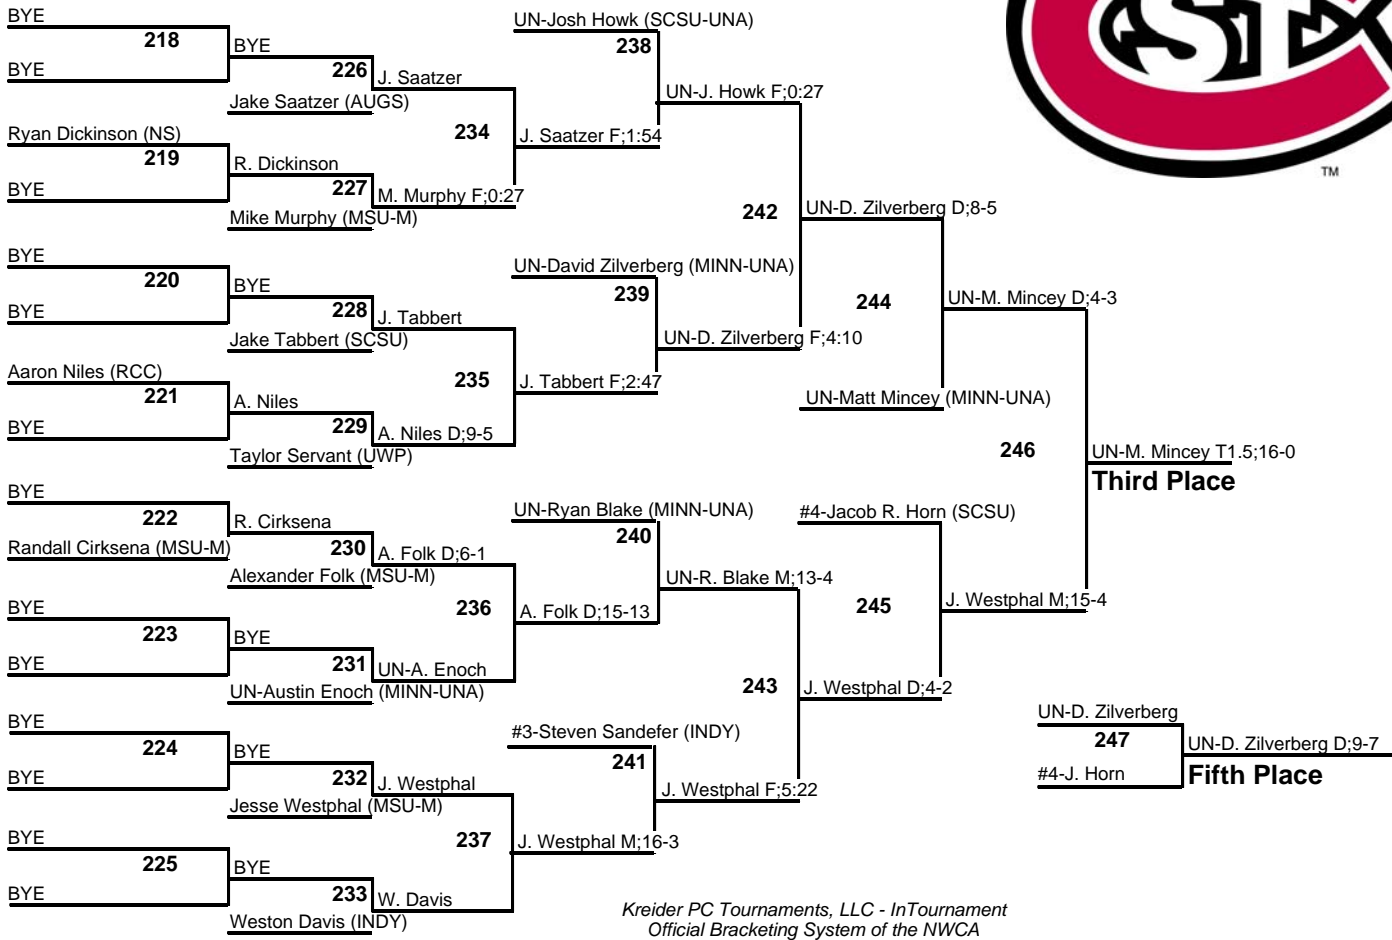 BYE
218
BYE
BYE
226
J. Saatzer
Jake Saatzer (AUGS)
Ryan Dickinson (NS)
219
R. Dickinson
BYE
227
M. Murphy F;0:27
Mike Murphy (MSU-M)
234
J. Saatzer F;1:54
UN-Josh Howk (SCSU-UNA)
238
UN-J. Howk F;0:27
BYE
220
BYE
BYE
228
J. Tabbert
Jake Tabbert (SCSU)
Aaron Niles (RCC)
221
A. Niles
BYE
229
A. Niles D;9-5
Taylor Servant (UWP)
235
J. Tabbert F;2:47
UN-David Zilverberg (MINN-UNA)
239
UN-D. Zilverberg F;4:10
242
UN-D. Zilverberg D;8-5
244
UN-Matt Mincey (MINN-UNA)
UN-M. Mincey D;4-3
BYE
222
R. Cirksena
Randall Cirksena (MSU-M)
230
A. Folk D;6-1
Alexander Folk (MSU-M)
BYE
223
BYE
BYE
231
UN-A. Enoch
UN-Austin Enoch (MINN-UNA)
236
A. Folk D;15-13
UN-Ryan Blake (MINN-UNA)
240
UN-R. Blake M;13-4
BYE
224
BYE
BYE
232
J. Westphal
Jesse Westphal (MSU-M)
BYE
225
BYE
BYE
233
W. Davis
Weston Davis (INDY)
237
J. Westphal M;16-3
#3-Steven Sandefer (INDY)
241
J. Westphal F;5:22
243
J. Westphal D;4-2
#4-Jacob R. Horn (SCSU)
245
J. Westphal M;15-4
246
UN-M. Mincey T1.5;16-0
Third Place
UN-D. Zilverberg
247
#4-J. Horn
UN-D. Zilverberg D;9-7
Fifth Place
ST
TM
Kreider PC Tournaments, LLC - InTournament
Official Bracketing System of the NWCA